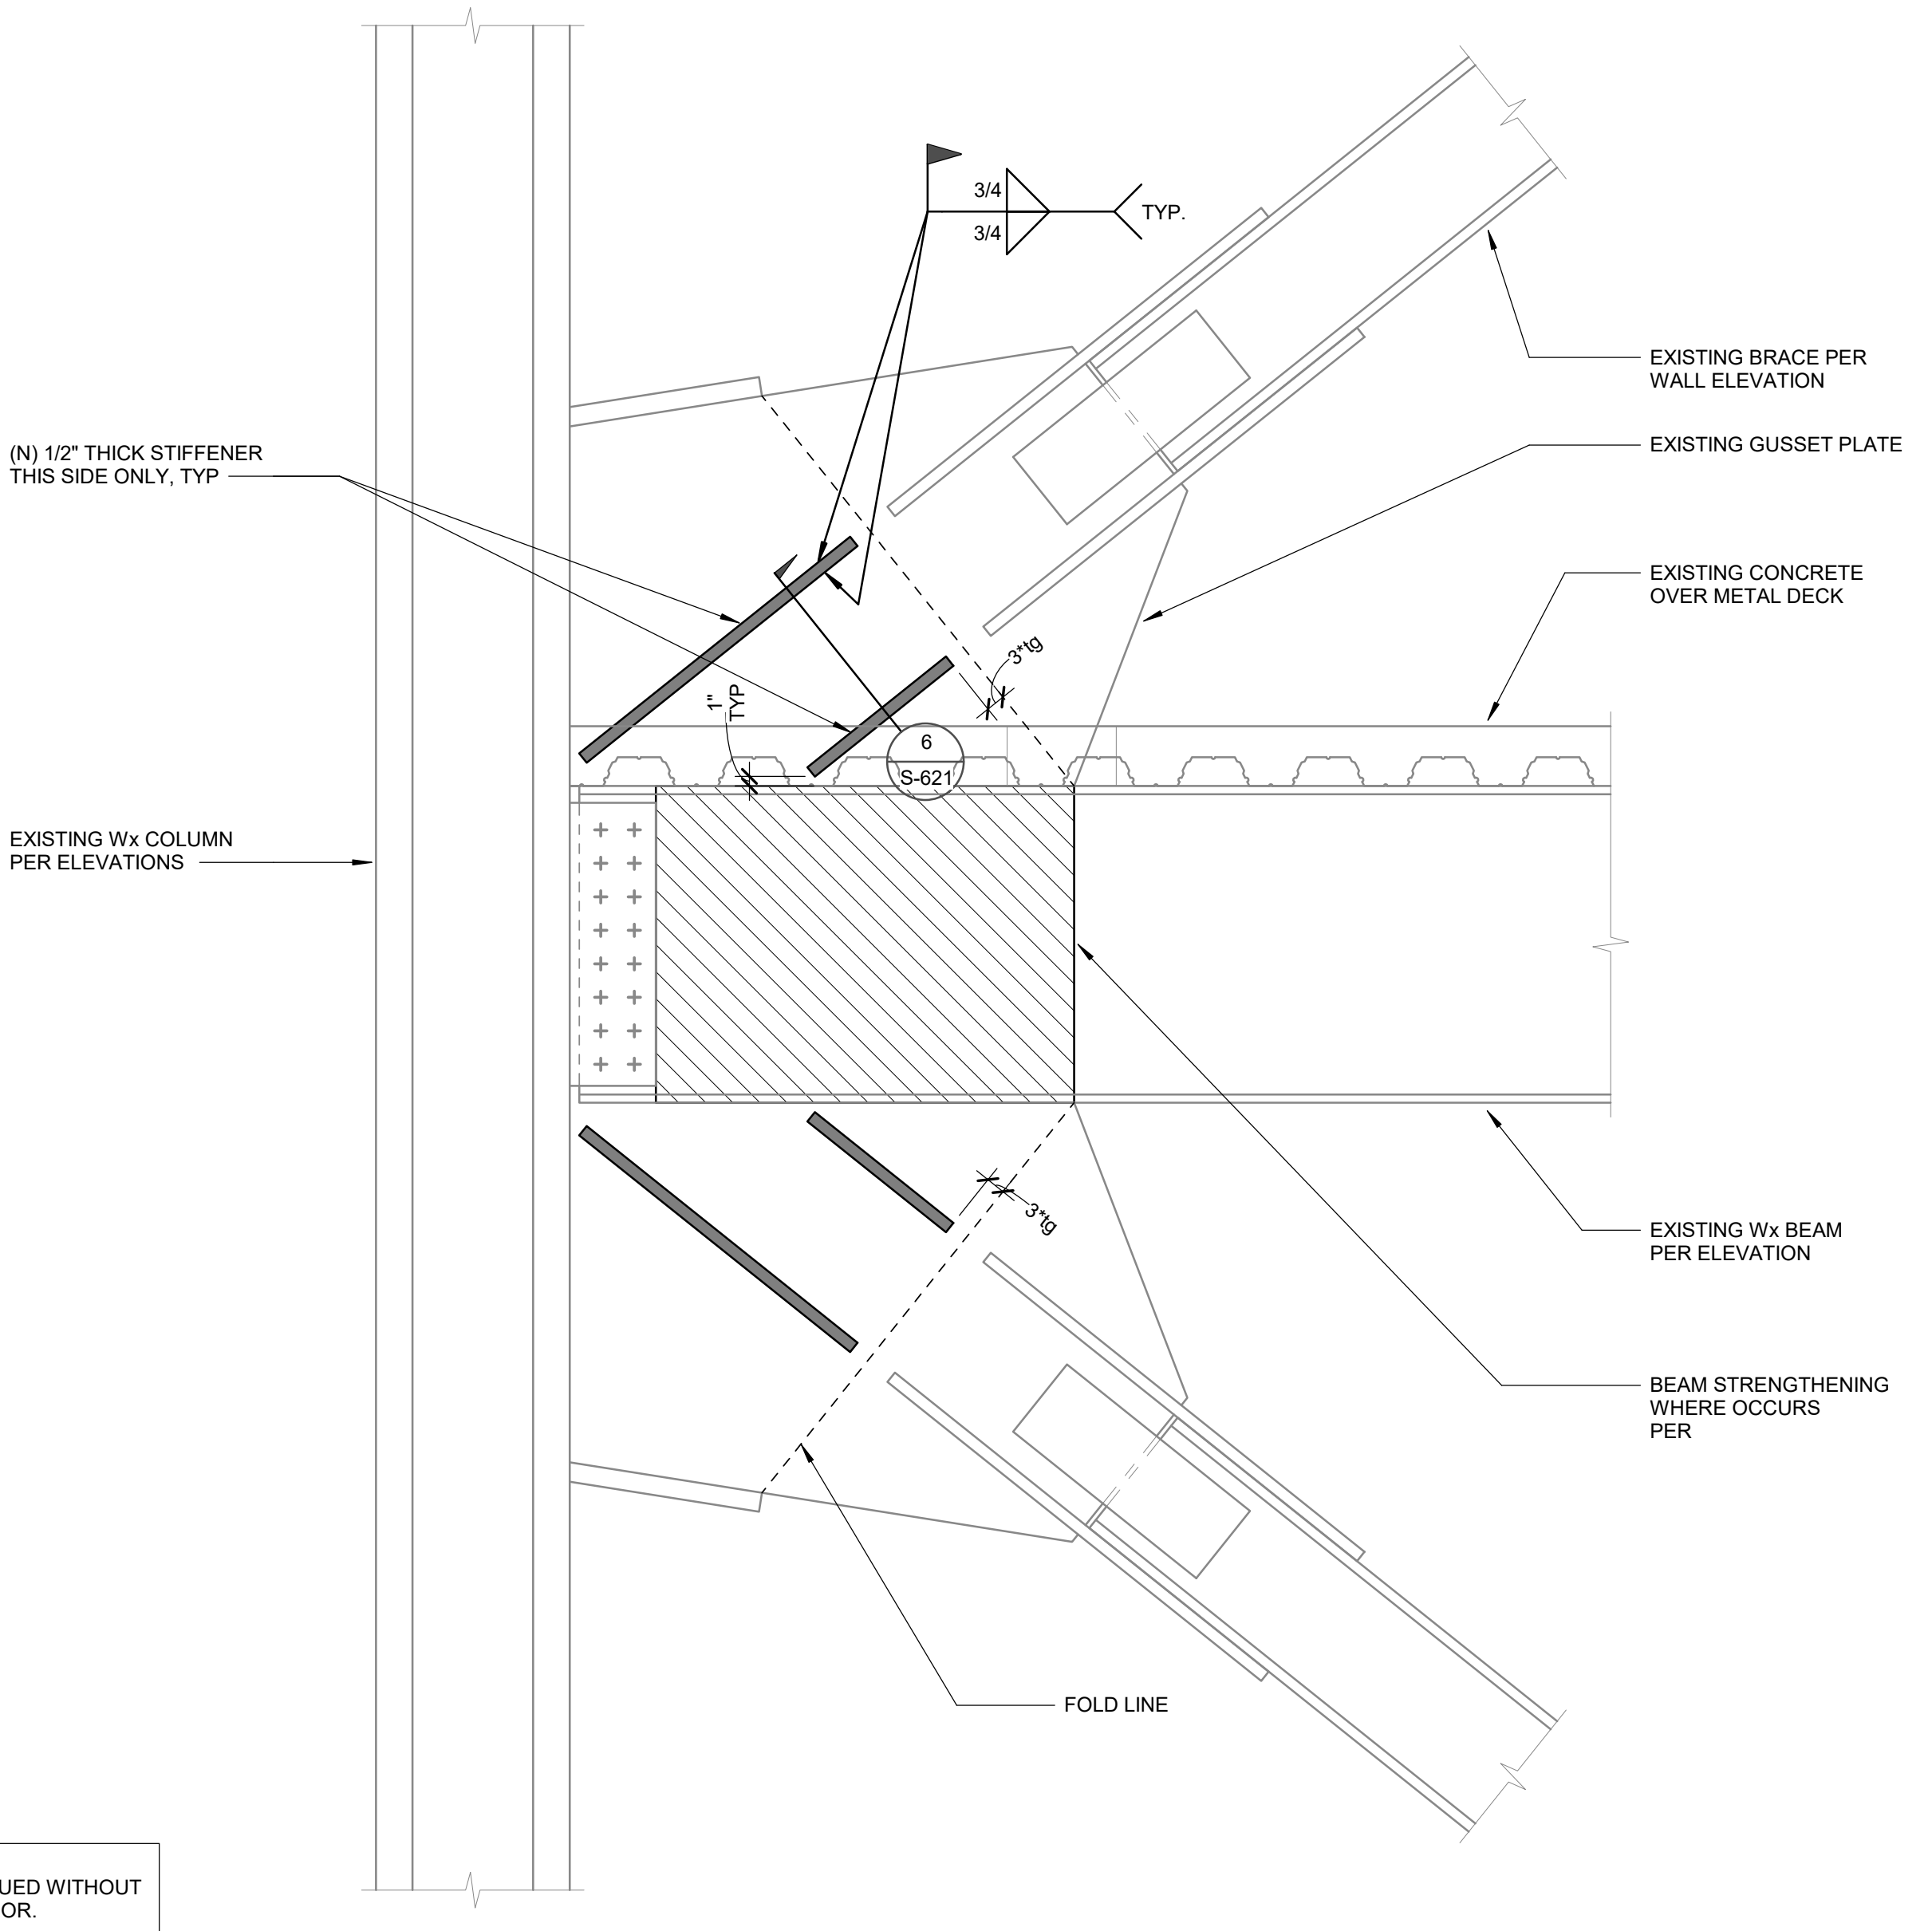 3/4
3/4
TYP.
EXISTING BRACE PER
WALL ELEVATION
EXISTING GUSSET PLATE
(N) 1/2" THICK STIFFENER
THIS SIDE ONLY, TYP
EXISTING CONCRETE
OVER METAL DECK
3*tg
1"
TYP
6
S-621
EXISTING Wx COLUMN
PER ELEVATIONS
3*tg
EXISTING Wx BEAM
PER ELEVATION
BEAM STRENGTHENING
WHERE OCCURS
PER
FOLD LINE
UED WITHOUT
OR.